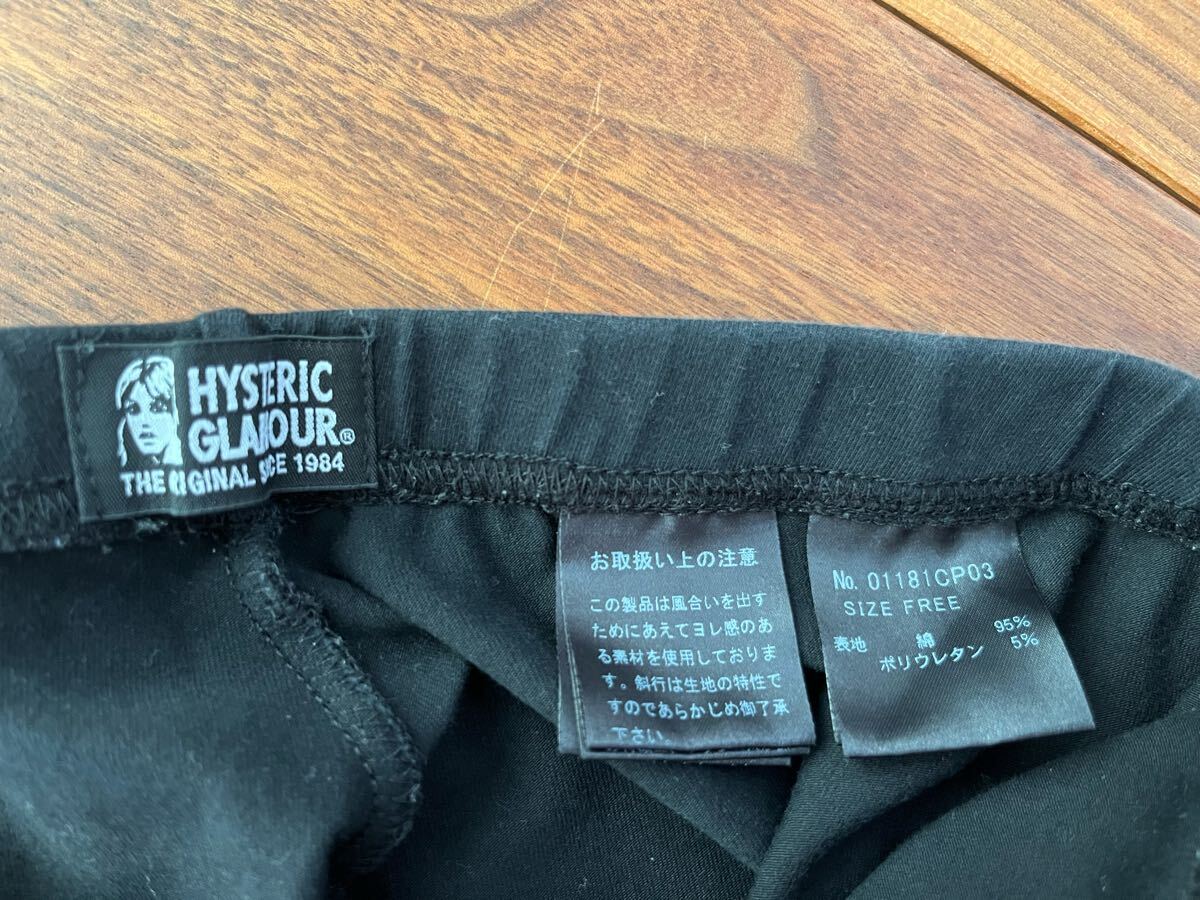 HYSTERIC
GLAMOUR®
THE ORIGINAL SINCE 1984
お取扱い上の注意
この製品は風合いを出す
ためにあえてヨレ感のあ
る素材を使用しておりま
す。斜行は生地の特性で
すのであらかじめ御了承
下さい。
No. 01181CP03
SIZE FREE
表地 綿 95%
ポリウレタン 5%